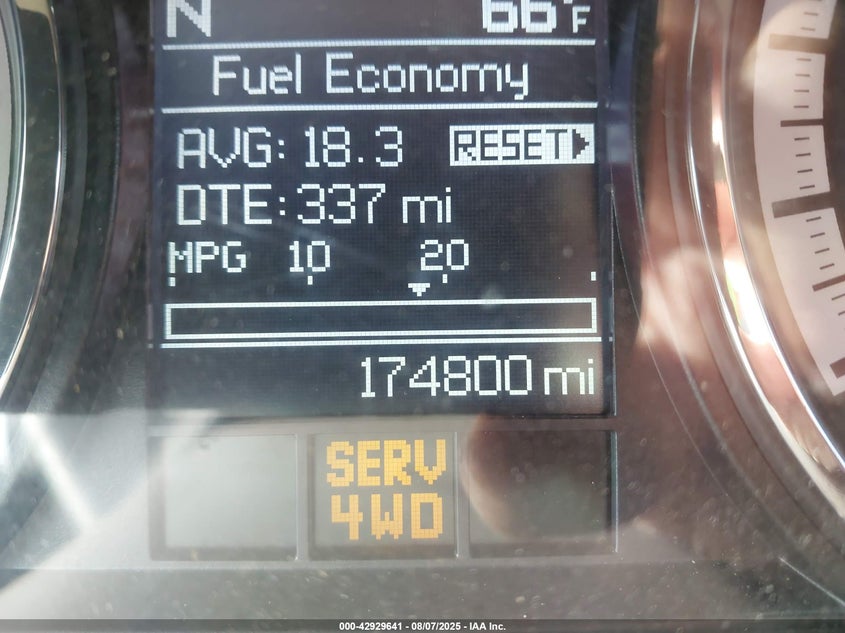 N 66°F
Fuel Economy
AVG: 18.3 RESET
DTE: 337 mi
MPG 10 20
174800 mi
SERV
4WD
000-42929641 - 08/07/2025 - IAA Inc.